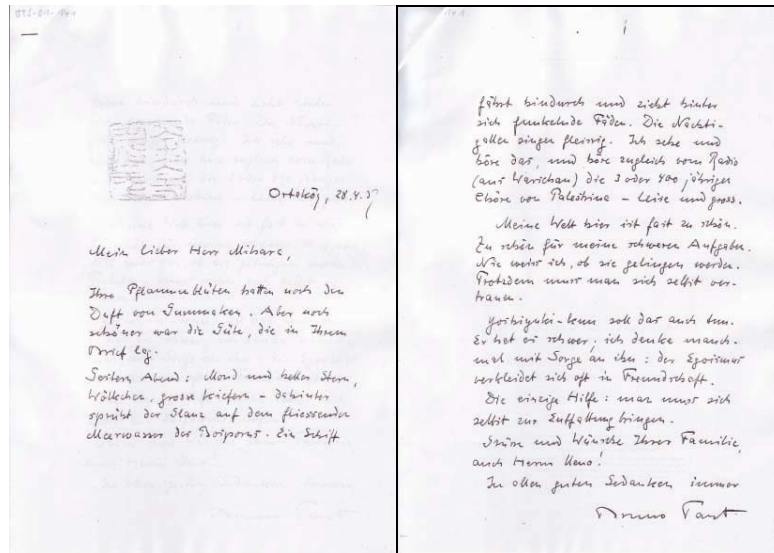 Ortaköy, 28.4.37
Mein lieber Herr Mihara,
Ihre Pflaumenblüten hatten noch den
Duft von Gunmaken. Aber noch
schöner war die Güte, die in Ihrem
Brief lag.
Gestern Abend: Mond und heller Stern,
Wölkchen, grosse Kiefern – dahinter
sprüht der Glanz auf dem fliessenden
Meerwasser des Bosporus. Ein Schiff
fährt hindurch und zieht hinter
sich funkelnde Fäden. Die Nachti-
gallen singen fleissig. Ich sehe und
höre das, und höre zugleich vom Radio
(aus Warschau) die 3 oder 400 jährigen
Chöre von Palestrina – leise und gross.
Meine Welt hier ist fast zu schön.
Zu schön für meine schweren Aufgaben.
Nie weiss ich, ob sie gelingen werden.
Trotzdem muss man sich selbst ver-
trauen.
Yoshiyuki-kun soll das auch tun.
Er hat es schwer, ich denke manch-
mal mit Sorge an ihn: der Egoismus
verkleidet sich oft in Freundschaft.
Die einzige Hilfe: man muss sich
selbst zur Entfaltung bringen.
Grüsse und Wünsche Ihrer Familie,
auch Herrn Ueno!
In allen guten Gedanken immer
Bruno Taut